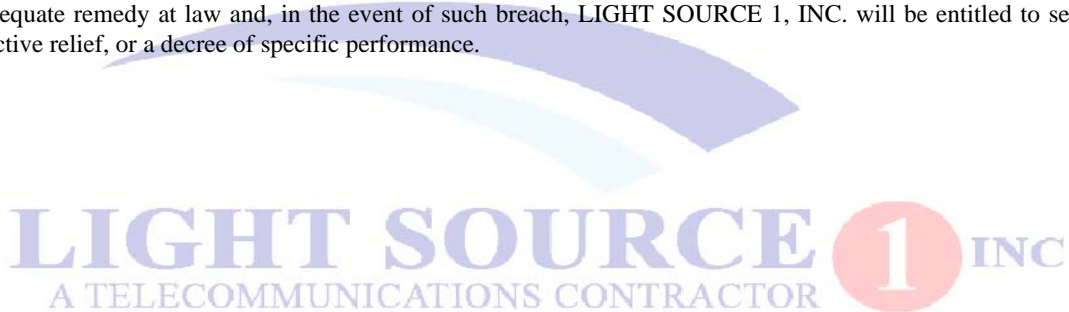 equate remedy at law and, in the event of such breach, LIGHT SOURCE 1, INC. will be entitled to se
ctive relief, or a decree of specific performance.
LIGHT SOURCE 1 INC
A TELECOMMUNICATIONS CONTRACTOR